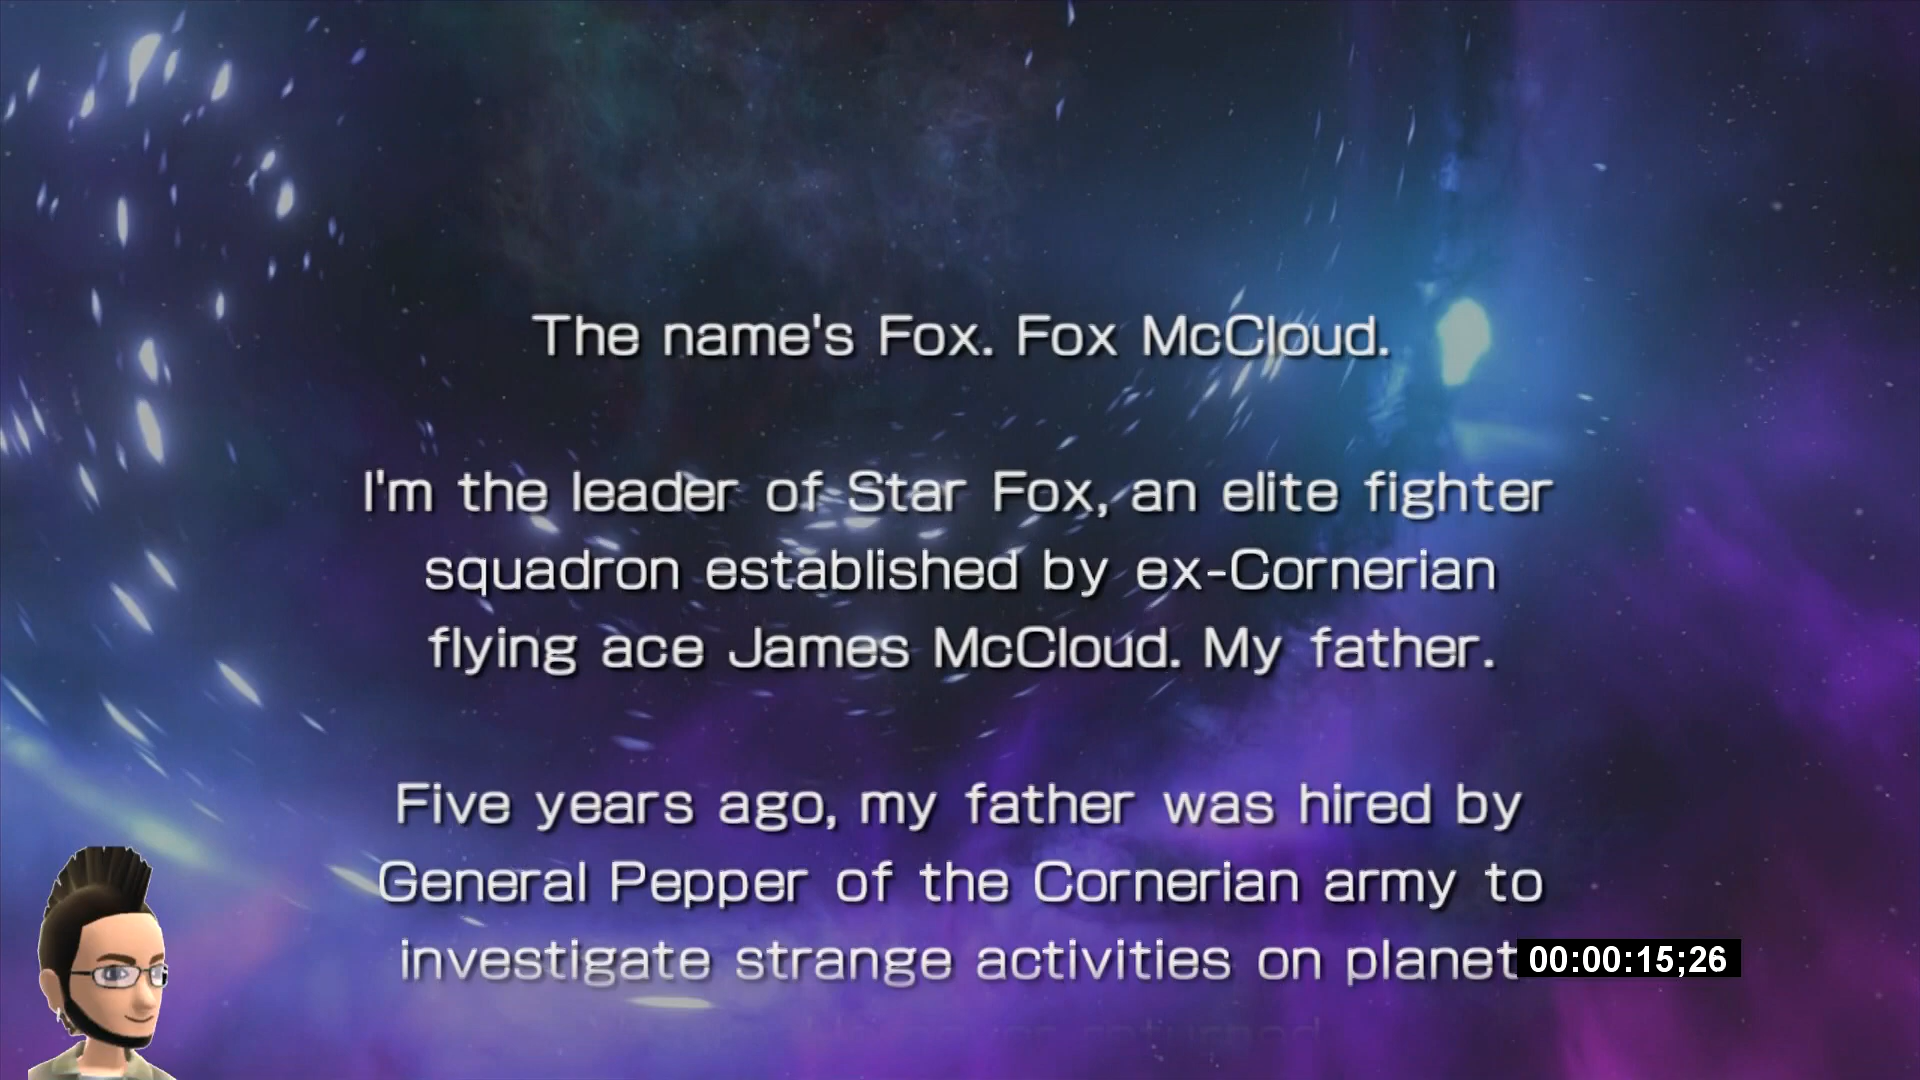 The name's Fox. Fox McCloud.
I'm the leader of Star Fox, an elite fighter
squadron established by ex-Cornerian
flying ace James McCloud. My father.
Five years ago, my father was hired by
General Pepper of the Cornerian army to
investigate strange activities on planet
00:00:15;26
returned